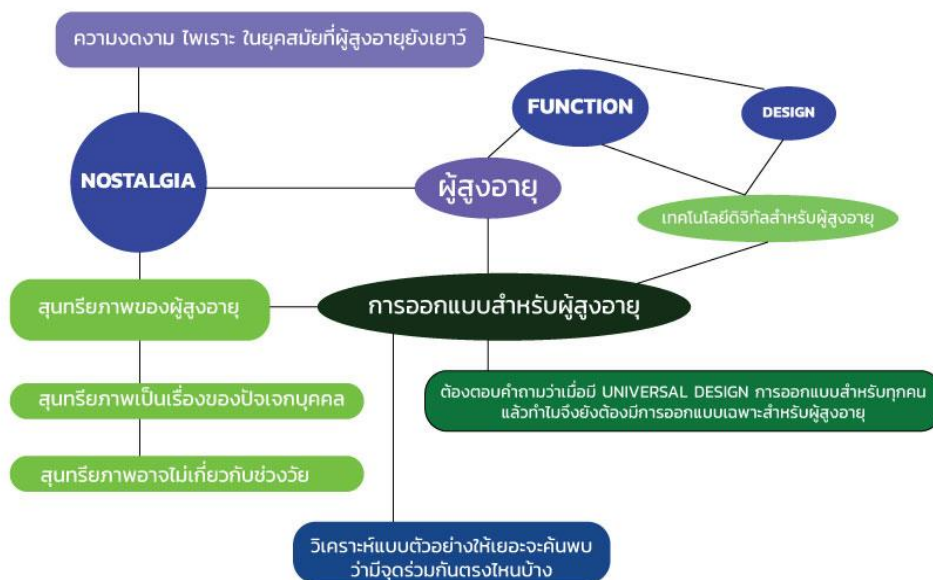 ความงดงาม ไพเราะ ในยุคสมัยที่ผู้สูงอายุยังเยาว์
FUNCTION
DESIGN
NOSTALGIA
ผู้สูงอายุ
เทคโนโลยีดิจิทัลสำหรับผู้สูงอายุ
สุนทรียภาพของผู้สูงอายุ
การออกแบบสำหรับผู้สูงอายุ
สุนทรียภาพเป็นเรื่องของปัจเจกบุคคล
ต้องตอบคำถามว่าเมื่อมี UNIVERSAL DESIGN การออกแบบสำหรับทุกคน
แล้วทำไมจึงยังต้องมีการออกแบบเฉพาะสำหรับผู้สูงอายุ
สุนทรียภาพอาจไม่เกี่ยวกับช่วงวัย
วิเคราะห์แบบตัวอย่างให้เยอะจะค้นพบ
ว่ามีจุดร่วมกันตรงไหนบ้าง